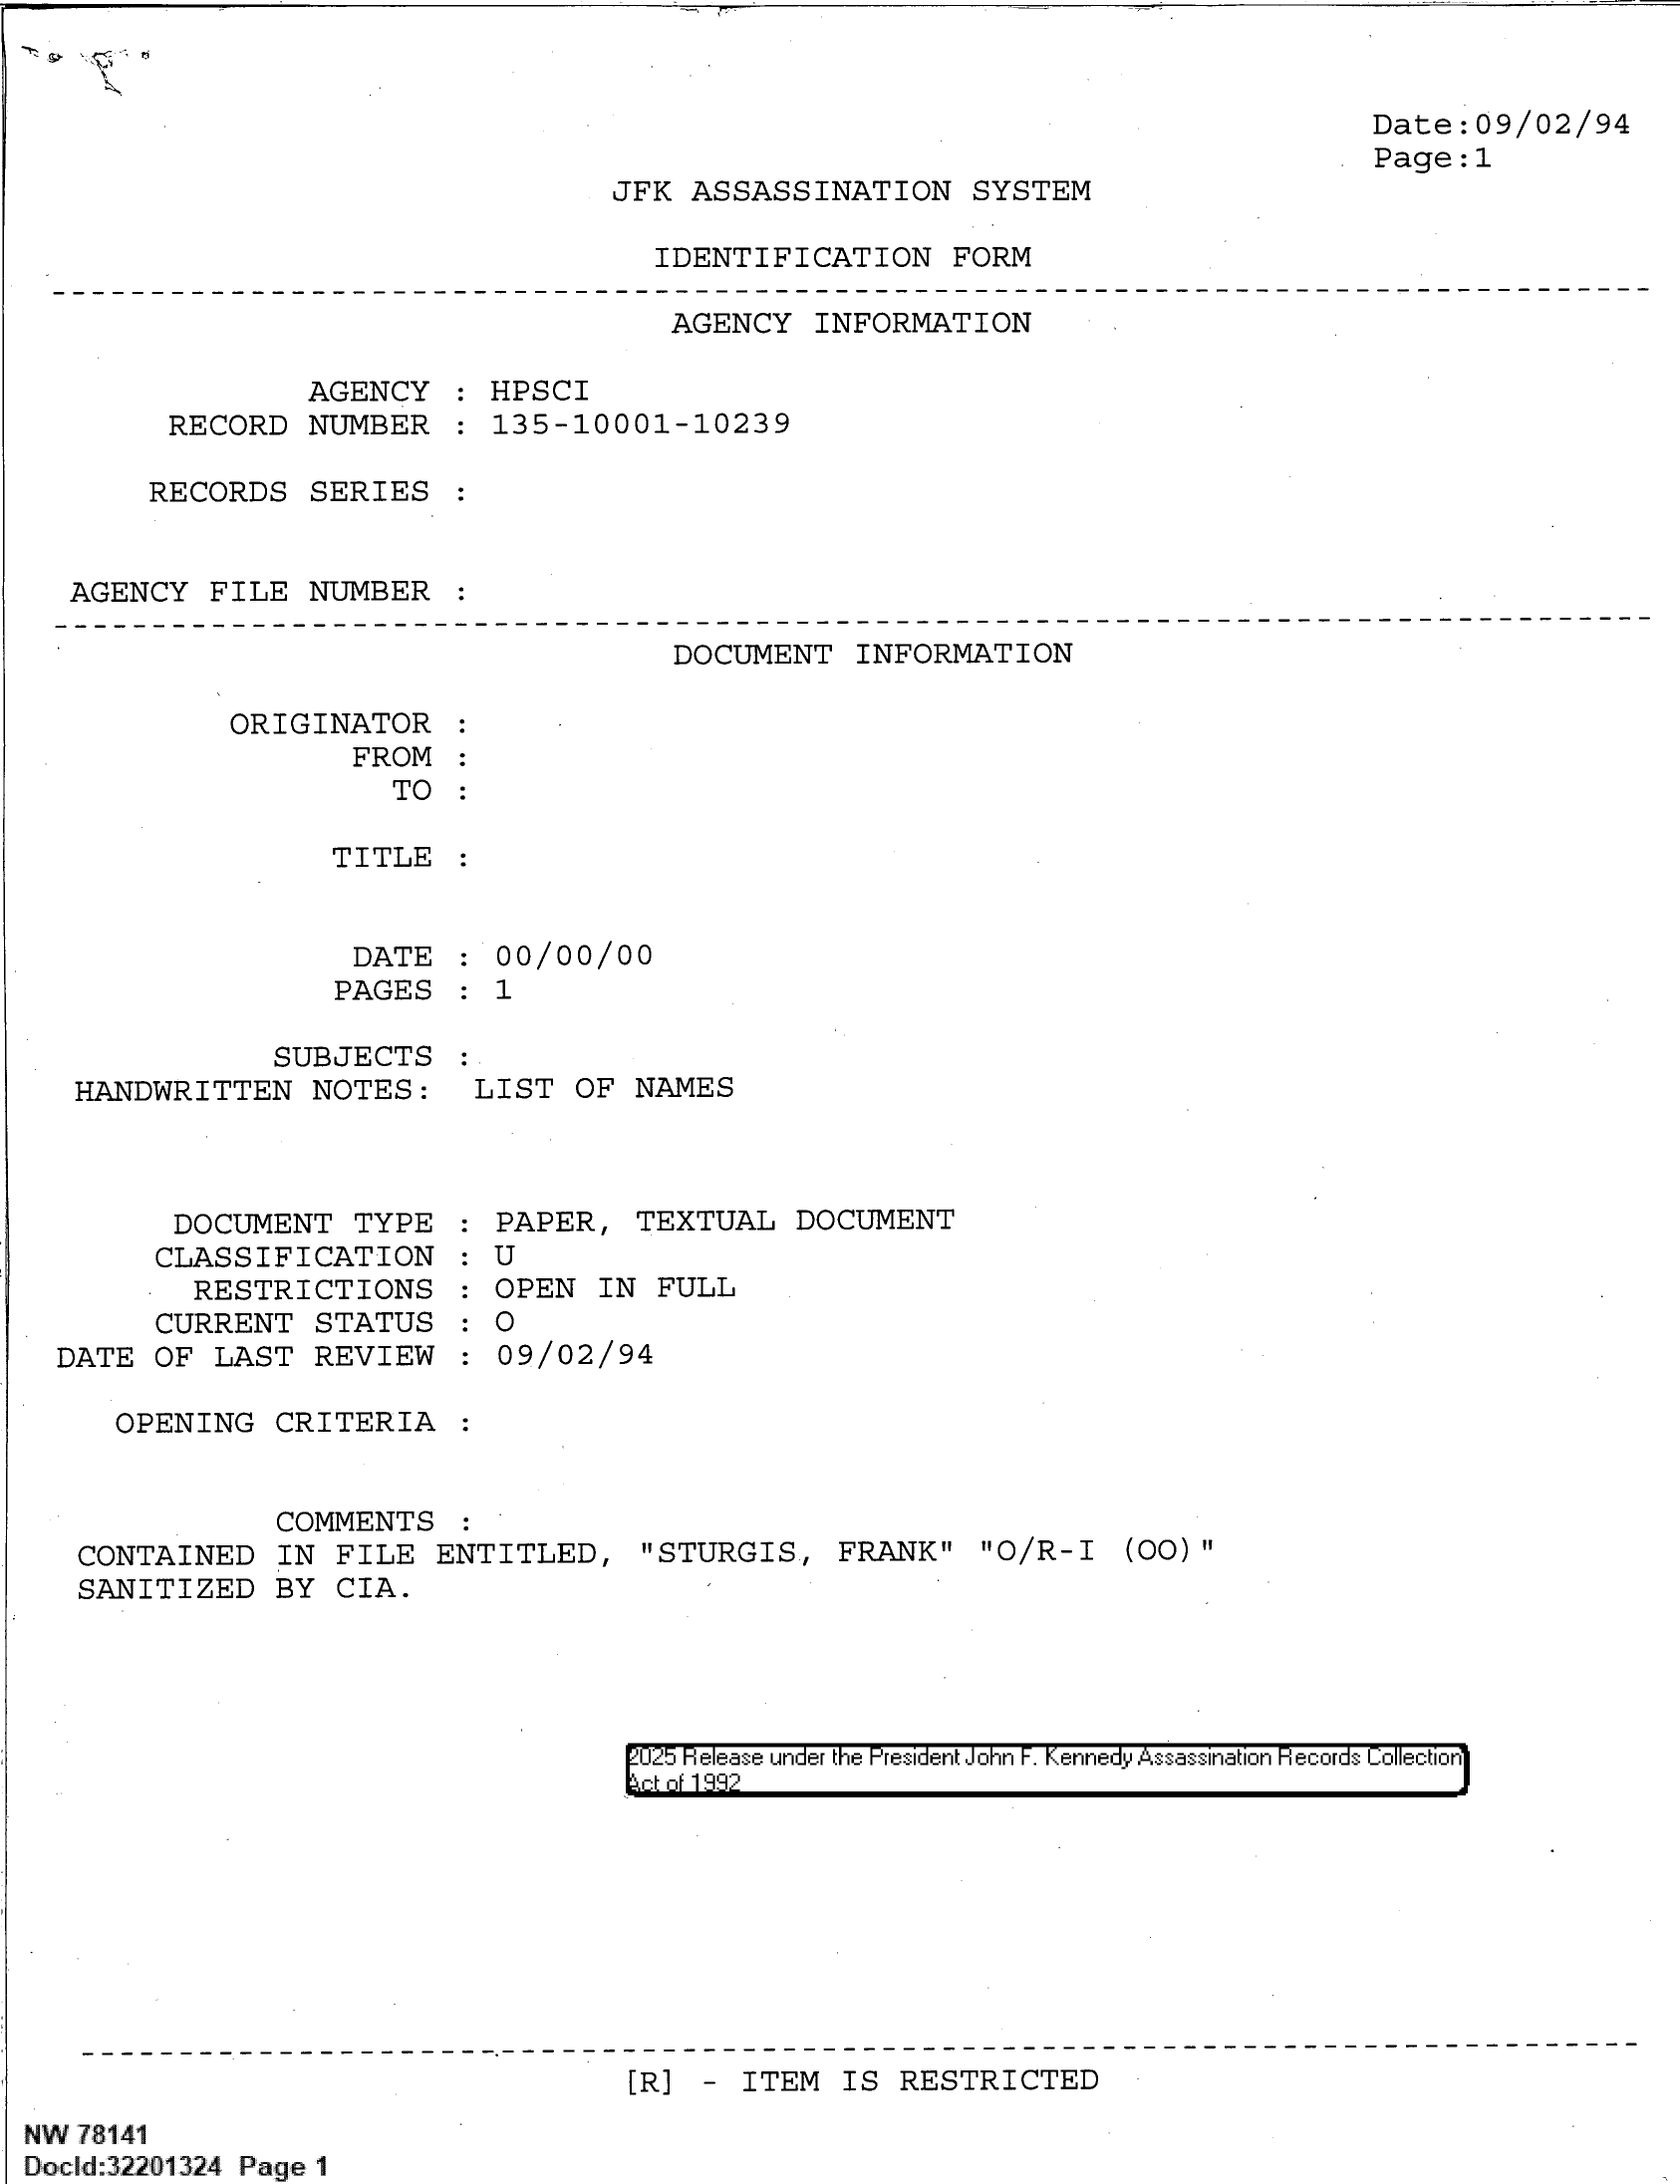 Date:09/02/94
Page:1
JFK ASSASSINATION SYSTEM
IDENTIFICATION FORM
AGENCY INFORMATION
AGENCY : HPSCI
RECORD NUMBER : 135-10001-10239
RECORDS SERIES :
AGENCY FILE NUMBER :
DOCUMENT INFORMATION
ORIGINATOR :
FROM :
TO :
TITLE :
DATE : 00/00/00
PAGES : 1
SUBJECTS :
HANDWRITTEN NOTES: LIST OF NAMES
DOCUMENT TYPE : PAPER, TEXTUAL DOCUMENT
CLASSIFICATION : U
RESTRICTIONS : OPEN IN FULL
CURRENT STATUS : O
DATE OF LAST REVIEW : 09/02/94
OPENING CRITERIA :
COMMENTS :
CONTAINED IN FILE ENTITLED, "STURGIS, FRANK" "O/R-I (OO)"
SANITIZED BY CIA.
2025 Release under the President John F. Kennedy Assassination Records Collection
Act of 1992
[R] - ITEM IS RESTRICTED
NW 78141
DocId:32201324 Page 1